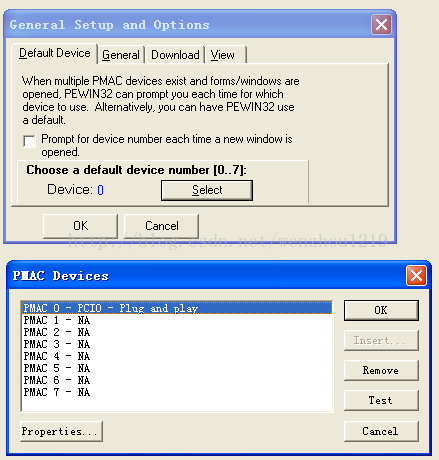 General Setup and Options
Default Device General Download View
When multiple PMAC devices exist and forms/windows are
opened, PEWIN32 can prompt you each time for which
device to use. Alternatively, you can have PEWIN32 use
a default.
Prompt for device number each time a new window is
opened.
Choose a default device number [0..7]:
Device: 0 Select
OK Cancel
http://blog.csdn.net/wenzhou1219
PMAC Devices
PMAC 0 - PCIO - Plug and play
PMAC 1 - NA
PMAC 2 - NA
PMAC 3 - NA
PMAC 4 - NA
PMAC 5 - NA
PMAC 6 - NA
PMAC 7 - NA
OK
Insert...
Remove
Test
Properties... Cancel